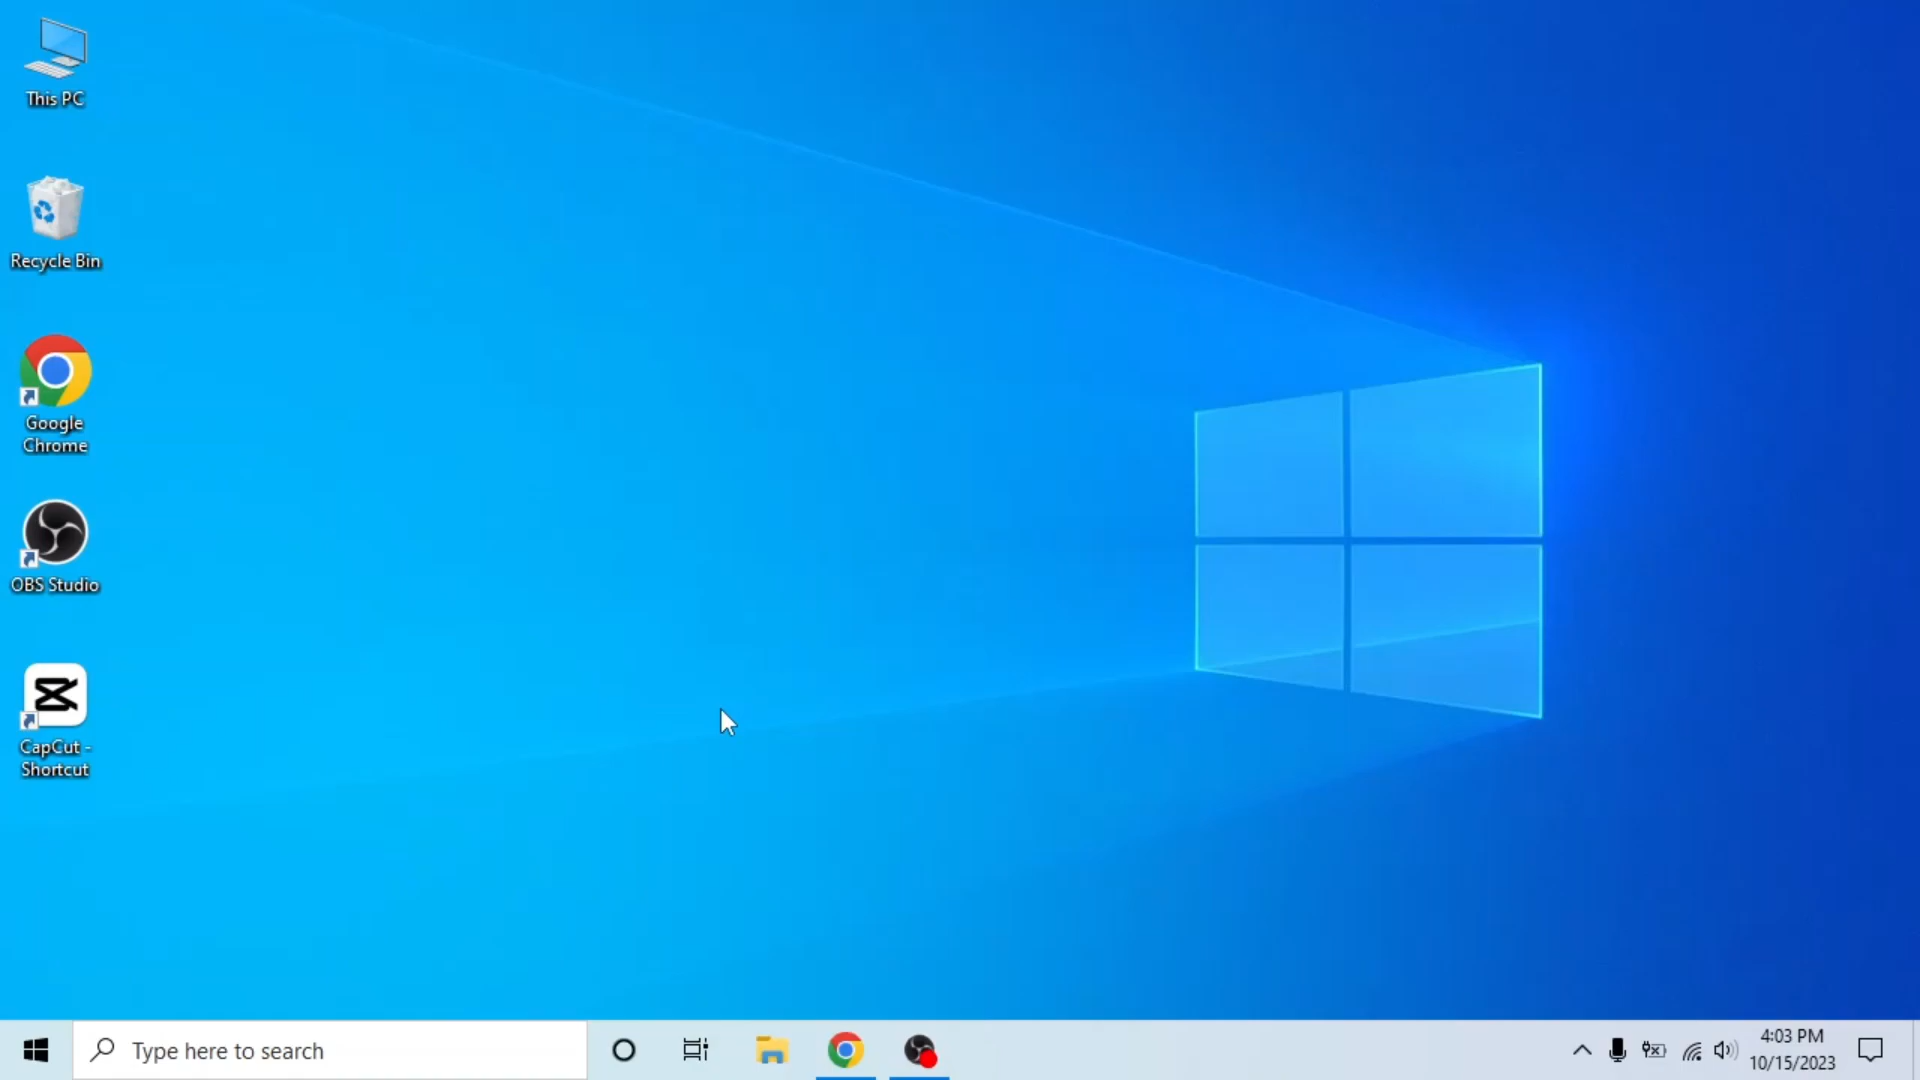 This PC
Recycle Bin
Google
Chrome
OBS Studio
CapCut -
Shortcut
Type here to search
4:03 PM
10/15/2023